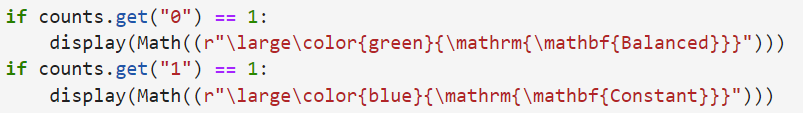 if counts.get("0") == 1:
    display(Math((r"\large\color{green}{\mathrm{\mathbf{Balanced}}}")))
if counts.get("1") == 1:
    display(Math((r"\large\color{blue}{\mathrm{\mathbf{Constant}}}")))